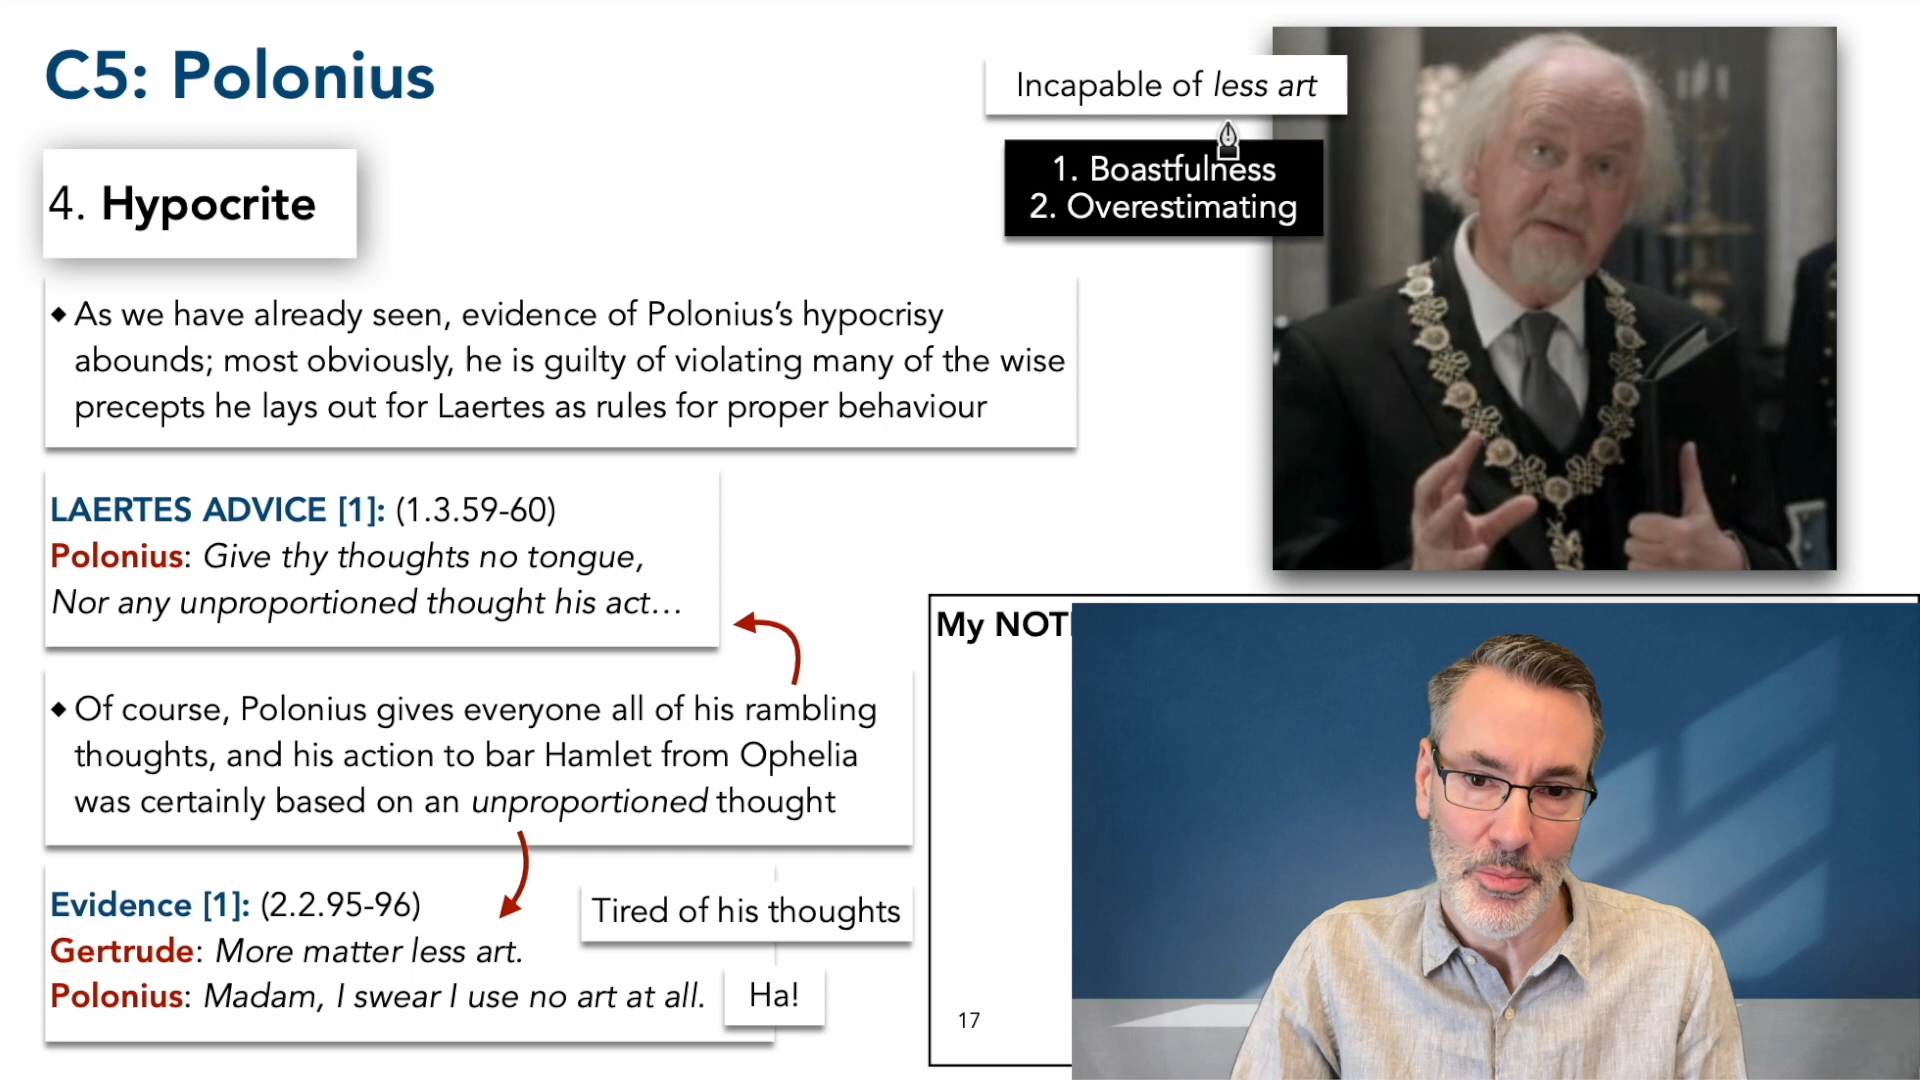 C5: Polonius
Incapable of less art
1. Boastfulness
2. Overestimating
4. Hypocrite
◆ As we have already seen, evidence of Polonius’s hypocrisy
abounds; most obviously, he is guilty of violating many of the wise
precepts he lays out for Laertes as rules for proper behaviour
LAERTES ADVICE [1]: (1.3.59-60)
Polonius: Give thy thoughts no tongue,
Nor any unproportioned thought his act…
◆ Of course, Polonius gives everyone all of his rambling
thoughts, and his action to bar Hamlet from Ophelia
was certainly based on an unproportioned thought
Evidence [1]: (2.2.95-96)
Tired of his thoughts
Gertrude: More matter less art.
Polonius: Madam, I swear I use no art at all.
Ha!
My NOT
17